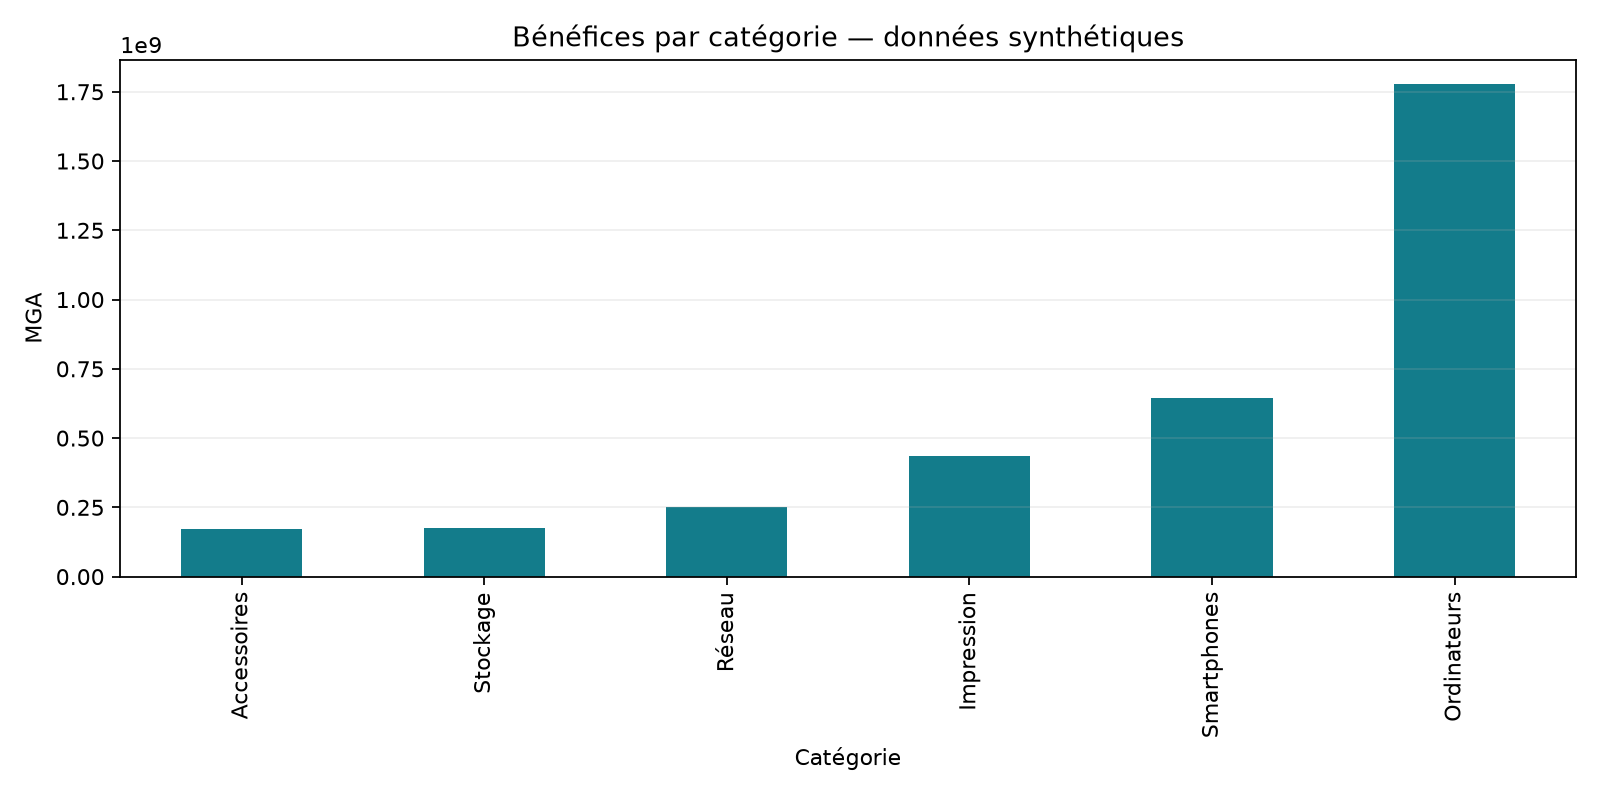 Bénéfices par catégorie — données synthétiques
1e9
1.75
1.50
1.25
1.00
0.75
0.50
0.25
0.00
MGA
Accessoires
Stockage
Réseau
Impression
Smartphones
Ordinateurs
Catégorie